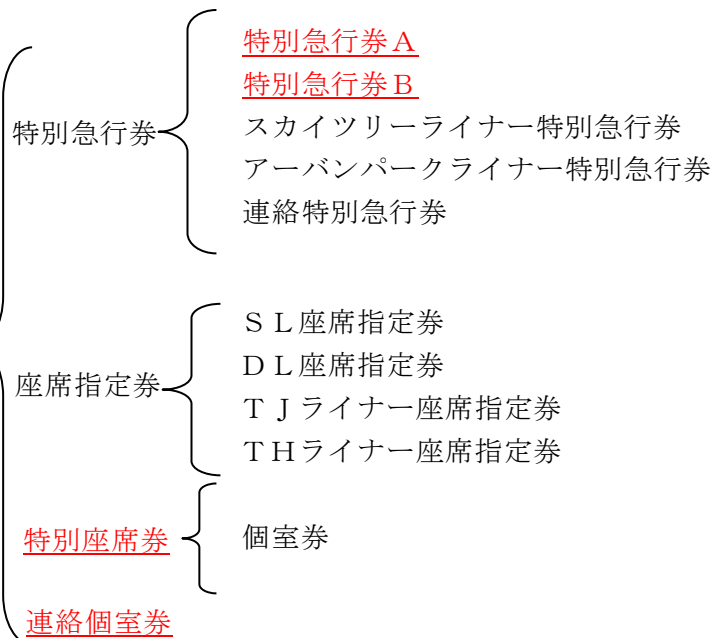 特別急行券
特別急行券Ａ
特別急行券Ｂ
スカイツリーライナー特別急行券
アーバンパークライナー特別急行券
連絡特別急行券
座席指定券
ＳＬ座席指定券
ＤＬ座席指定券
ＴＪライナー座席指定券
ＴＨライナー座席指定券
特別座席券
個室券
連絡個室券